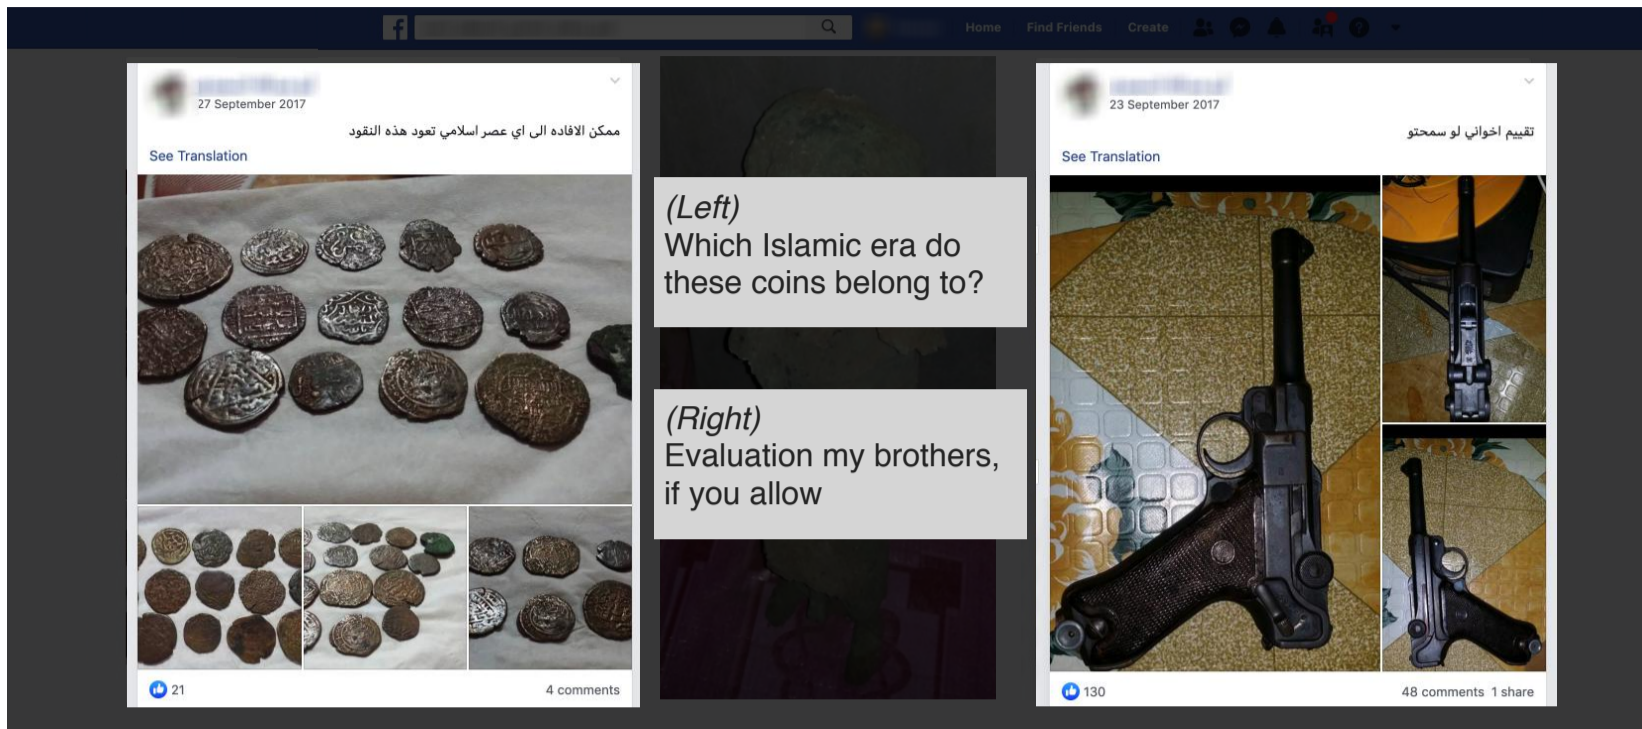 Home Find Friends Create
27 September 2017
ممكن الافاده الى اي عصر اسلامي تعود هذه النقود
See Translation
21
4 comments
(Left)
Which Islamic era do
these coins belong to?
(Right)
Evaluation my brothers,
if you allow
23 September 2017
تقييم اخواني لو سمحتو
See Translation
130
48 comments 1 share